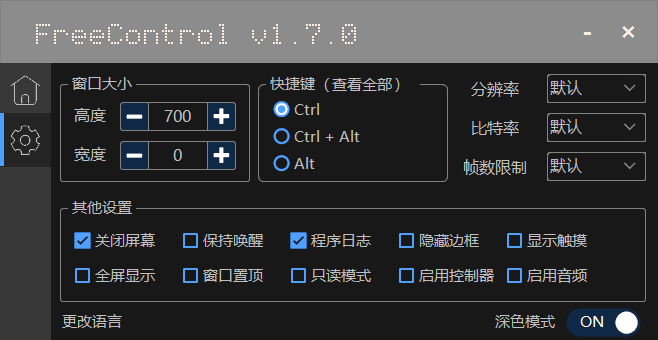 FreeControl v1.7.0
窗口大小
高度 700
宽度 0
快捷键（查看全部）
Ctrl
Ctrl + Alt
Alt
分辨率 默认
比特率 默认
帧数限制 默认
其他设置
关闭屏幕 保持唤醒 程序日志 隐藏边框 显示触摸
全屏显示 窗口置顶 只读模式 启用控制器 启用音频
更改语言 深色模式 ON